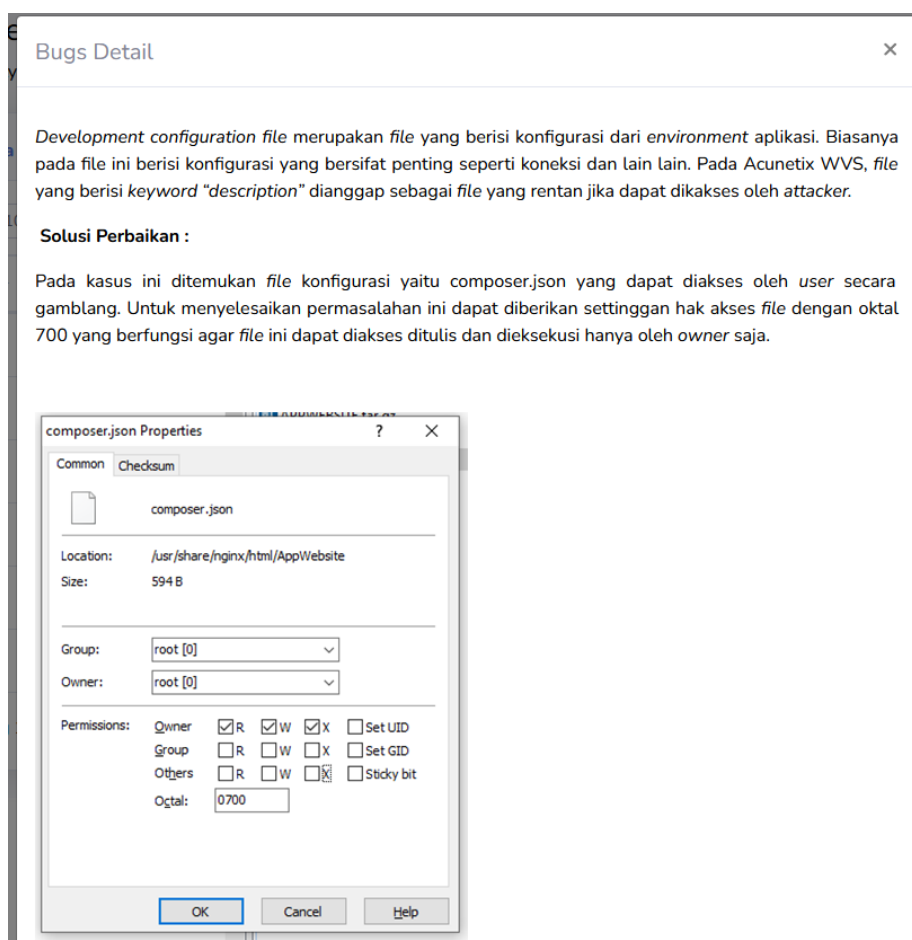 Bugs Detail
Development configuration file merupakan file yang berisi konfigurasi dari environment aplikasi. Biasanya
pada file ini berisi konfigurasi yang bersifat penting seperti koneksi dan lain lain. Pada Acunetix WVS, file
yang berisi keyword “description” dianggap sebagai file yang rentan jika dapat dikakses oleh attacker.
Solusi Perbaikan :
Pada kasus ini ditemukan file konfigurasi yaitu composer.json yang dapat diakses oleh user secara
gamblang. Untuk menyelesaikan permasalahan ini dapat diberikan settinggan hak akses file dengan oktal
700 yang berfungsi agar file ini dapat diakses ditulis dan dieksekusi hanya oleh owner saja.
composer.json Properties ?
Common Checksum
composer.json
Location: /usr/share/nginx/html/AppWebsite
Size: 594 B
Group: root [0]
Owner: root [0]
Permissions: Owner R W X Set UID
Group R W X Set GID
Others R W X Sticky bit
Octal: 0700
OK Cancel Help